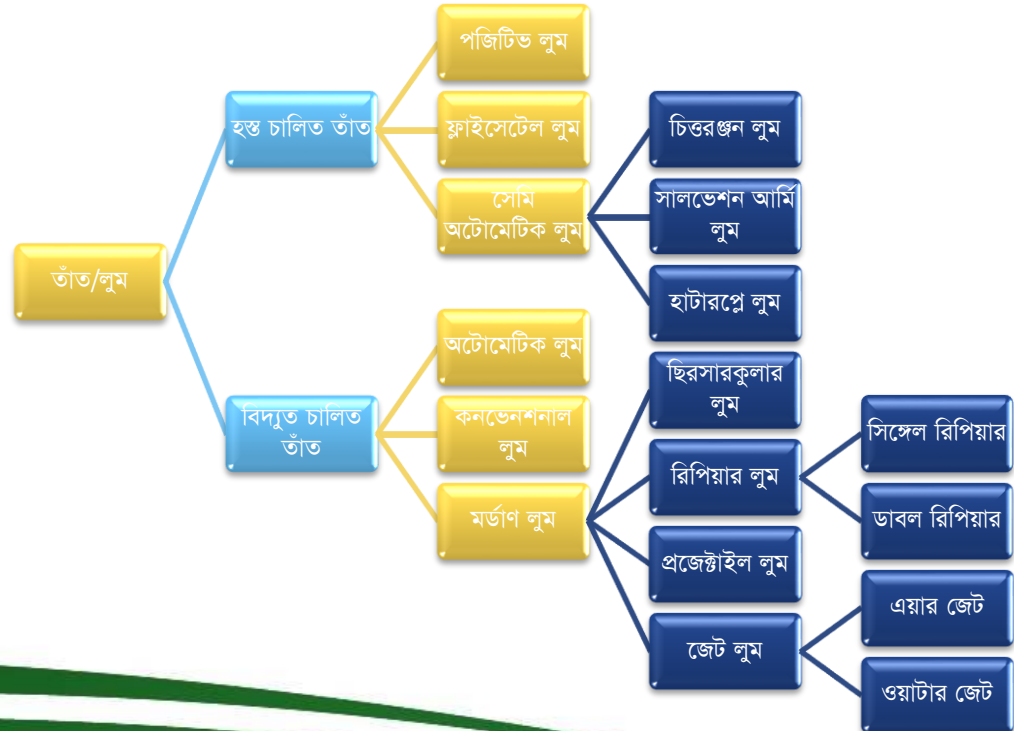 তাঁত/লুম
হস্ত চালিত তাঁত
পজিটিভ লুম
ফ্লাইসেটেল লুম
সেমি
অটোমেটিক লুম
চিত্তরঞ্জন লুম
সালভেশন আর্মি
লুম
হাটারপ্লে লুম
বিদ্যুত চালিত
তাঁত
অটোমেটিক লুম
কনভেনশনাল
লুম
মর্ডাণ লুম
ছিরসারকুলার
লুম
রিপিয়ার লুম
সিঙ্গেল রিপিয়ার
ডাবল রিপিয়ার
প্রজেক্টাইল লুম
জেট লুম
এয়ার জেট
ওয়াটার জেট